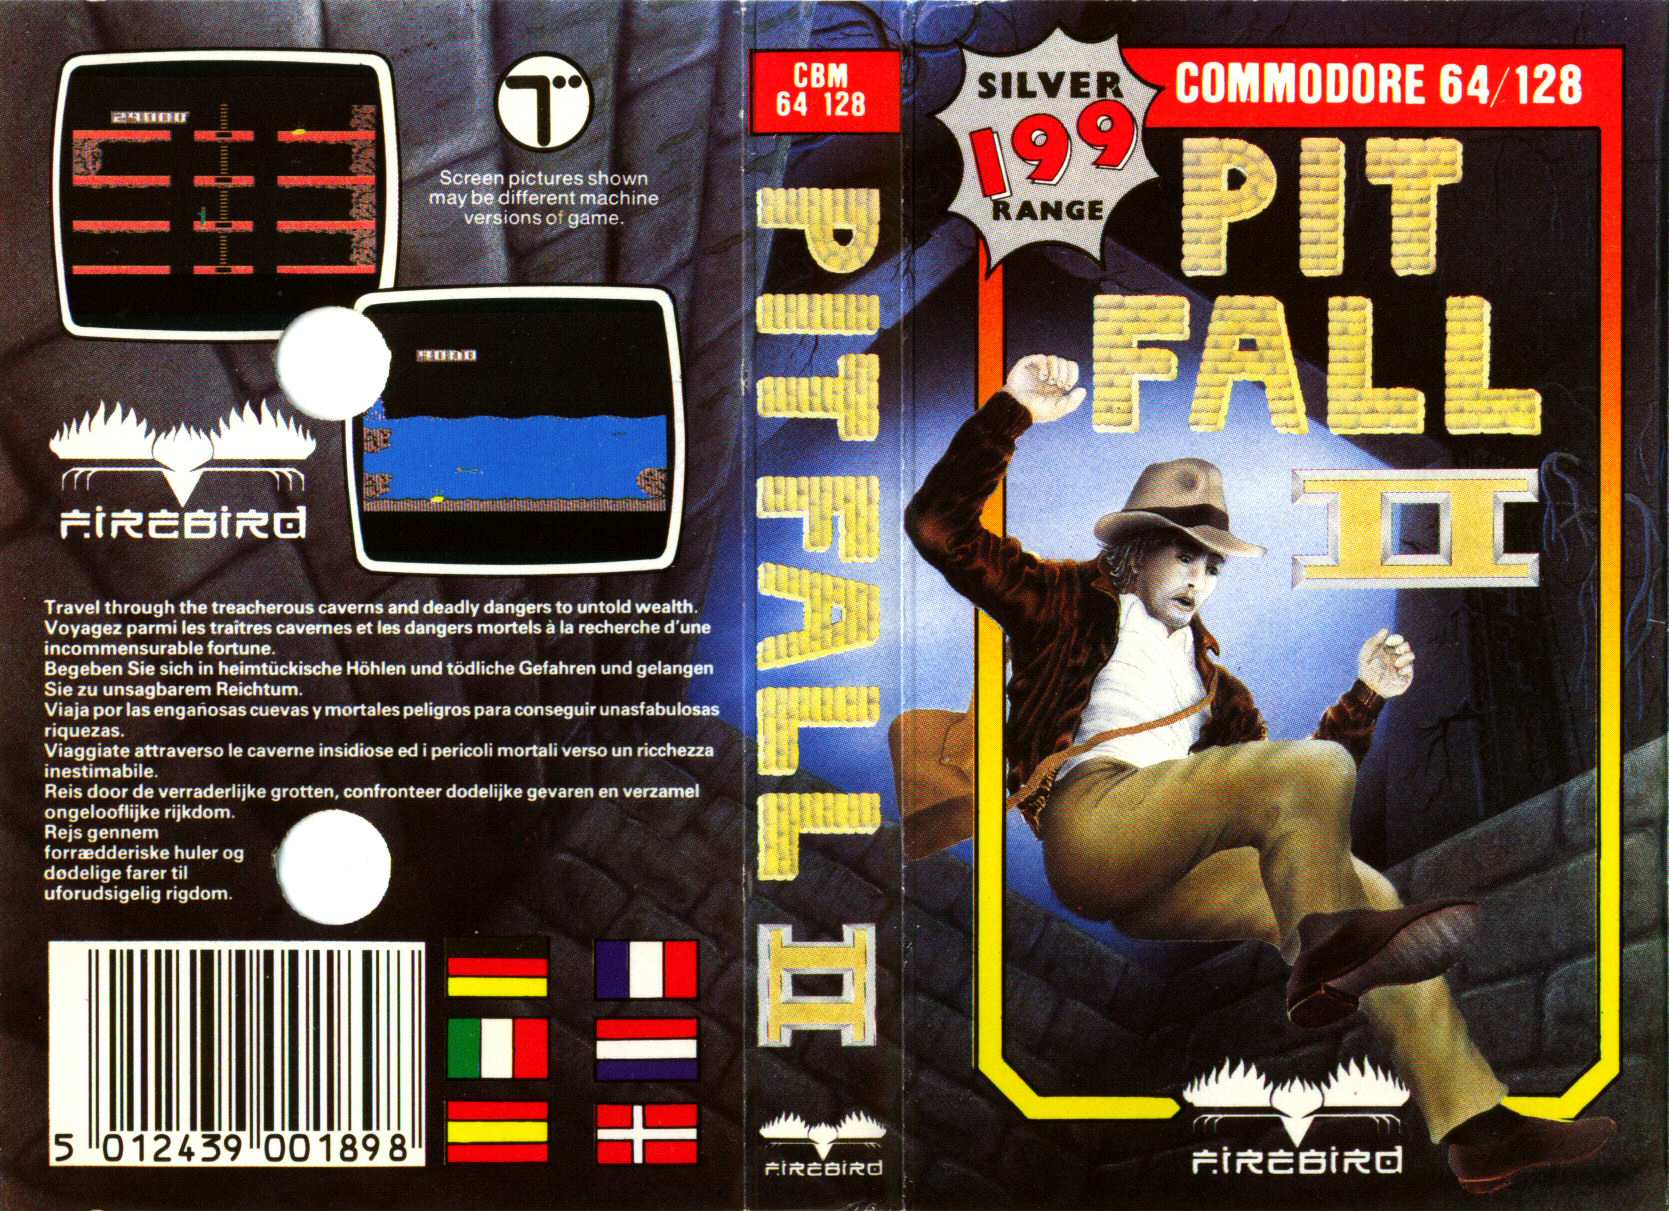 29000
Screen pictures shown
may be different machine
versions of game.
FIREBIRD
Travel through the treacherous caverns and deadly dangers to untold wealth.
Voyagez parmi les traîtres cavernes et les dangers mortels à la recherche d'une
incommensurable fortune.
Begeben Sie sich in heimtückische Höhlen und tödliche Gefahren und gelangen
Sie zu unsagbarem Reichtum.
Viaja por las engañosas cuevas y mortales peligros para conseguir unasfabulosas
riquezas.
Viaggiate attraverso le caverne insidiose ed i pericoli mortali verso un ricchezza
inestimabile.
Reis door de verraderlijke grotten, confronteer dodelijke gevaren en verzamel
ongelooflijke rijkdom.
Rejs gennem
forrædderiske huler og
dødelige farer til
uforudsigelig rigdom.
5 012439 001898
CBM
64 128
PITFALL II
FIREBIRD
SILVER
199
RANGE
COMMODORE 64/128
PIT
FALL
II
FIREBIRD